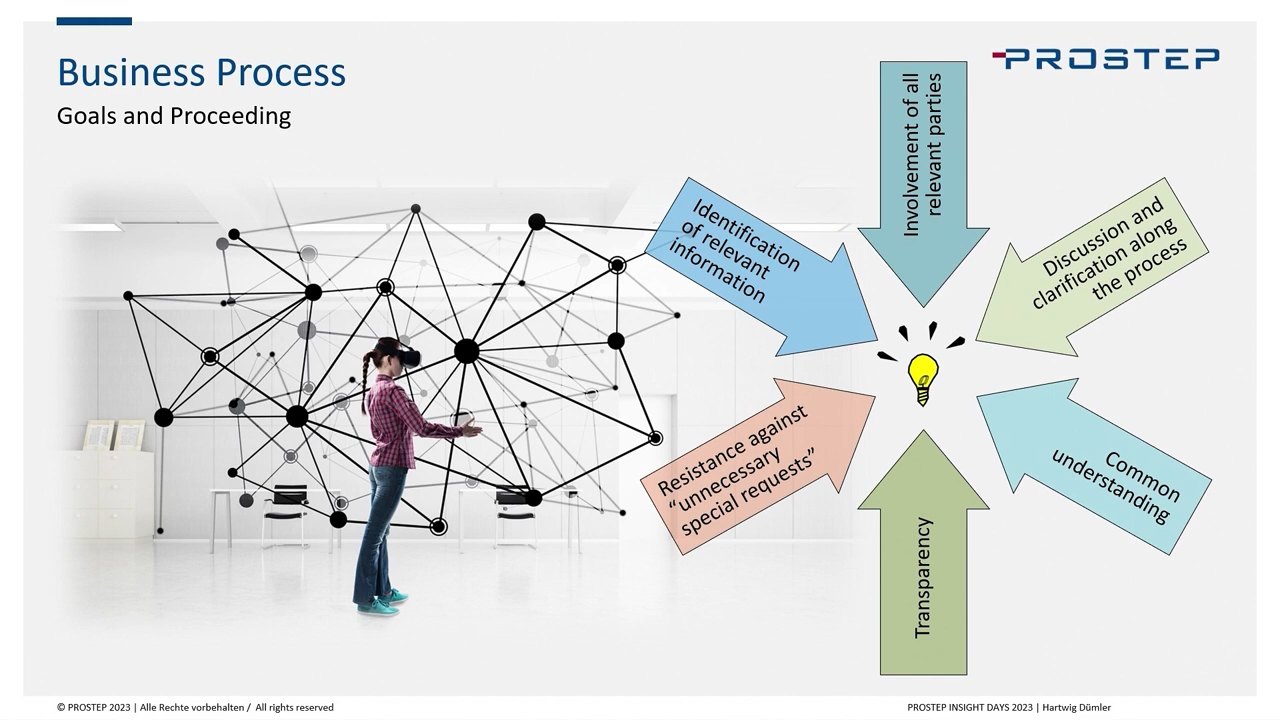 Business Process
Goals and Proceeding
PROSTEP
Involvement of all
relevant parties
Identification
of relevant
information
Discussion and
clarification along
the process
Resistance against
“unnecessary
special requests”
Common
understanding
Transparency
© PROSTEP 2023 | Alle Rechte vorbehalten / All rights reserved
PROSTEP INSIGHT DAYS 2023 | Hartwig Dümler